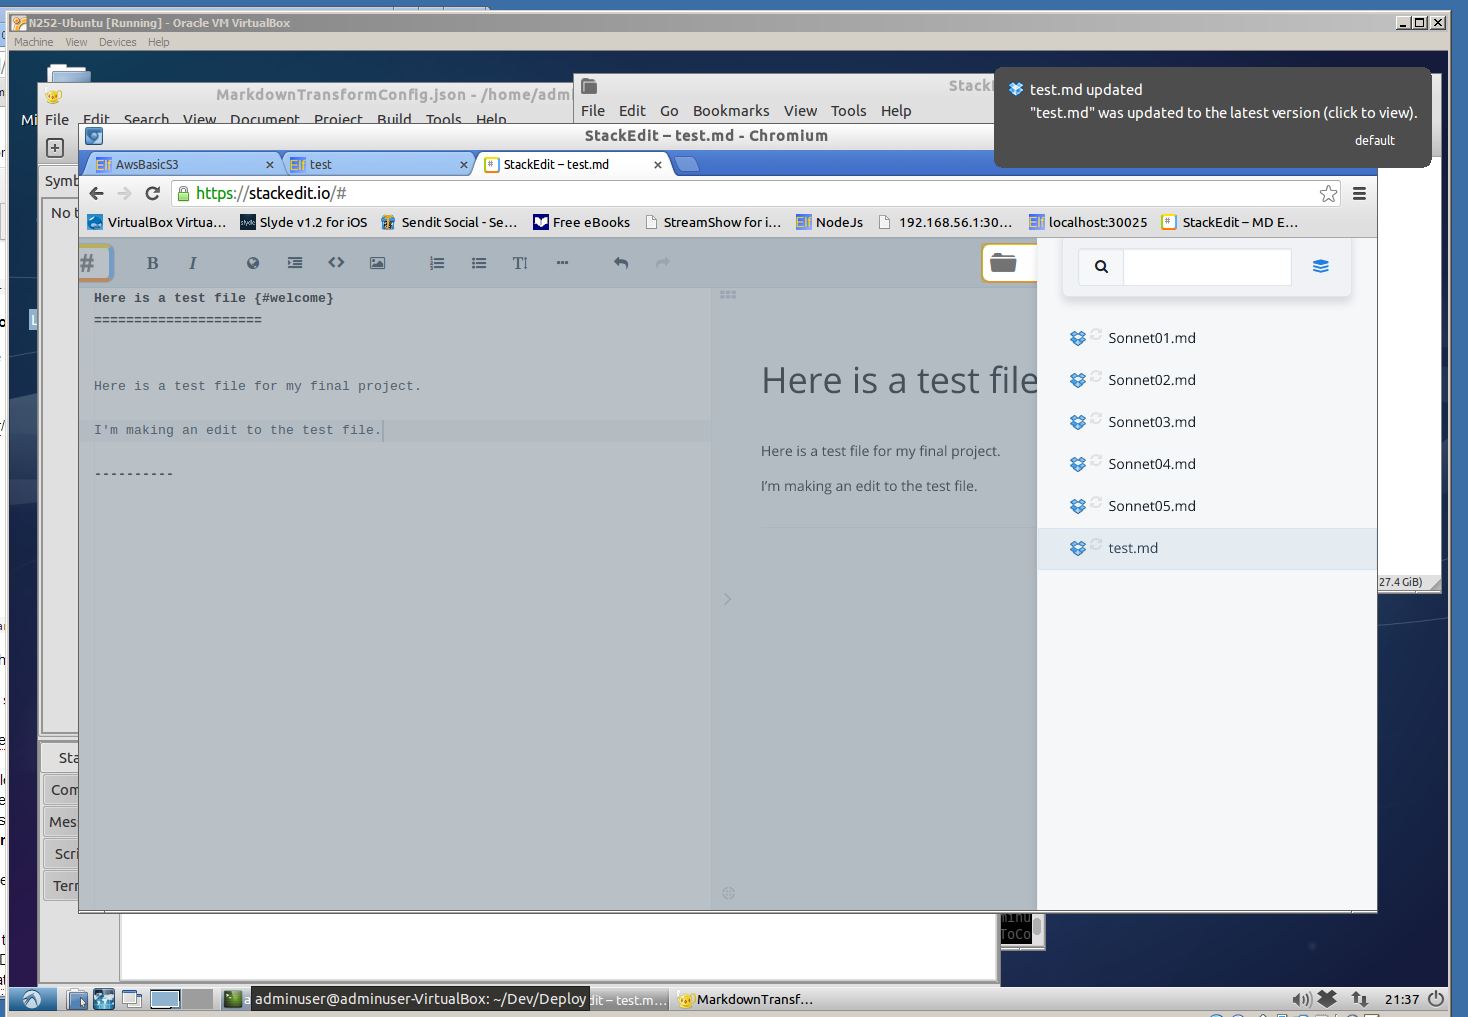 N252-Ubuntu [Running] - Oracle VM VirtualBox
Machine View Devices Help
MarkdownTransformConfig.json - /home/adm
File Edit Search View Document Project Build Tools Help
File Edit Go Bookmarks View Tools Help
test.md updated
"test.md" was updated to the latest version (click to view).
default
StackEdit – test.md - Chromium
AwsBasicS3
test
StackEdit – test.md
https://stackedit.io/#
VirtualBox Virtua...
Slyde v1.2 for iOS
Sendit Social - Se...
Free eBooks
StreamShow for i...
NodeJs
192.168.56.1:30...
localhost:30025
StackEdit – MD E...
Here is a test file {#welcome}
=====================
Here is a test file for my final project.
I'm making an edit to the test file.
----------
Here is a test file
Here is a test file for my final project.
I'm making an edit to the test file.
Sonnet01.md
Sonnet02.md
Sonnet03.md
Sonnet04.md
Sonnet05.md
test.md
27.4 GiB)
Symb
No t
Sta
Com
Mes
Scri
Terr
ToCo
adminuser@adminuser-VirtualBox: ~/Dev/Deploy
dit – test.m...
MarkdownTransf...
21:37